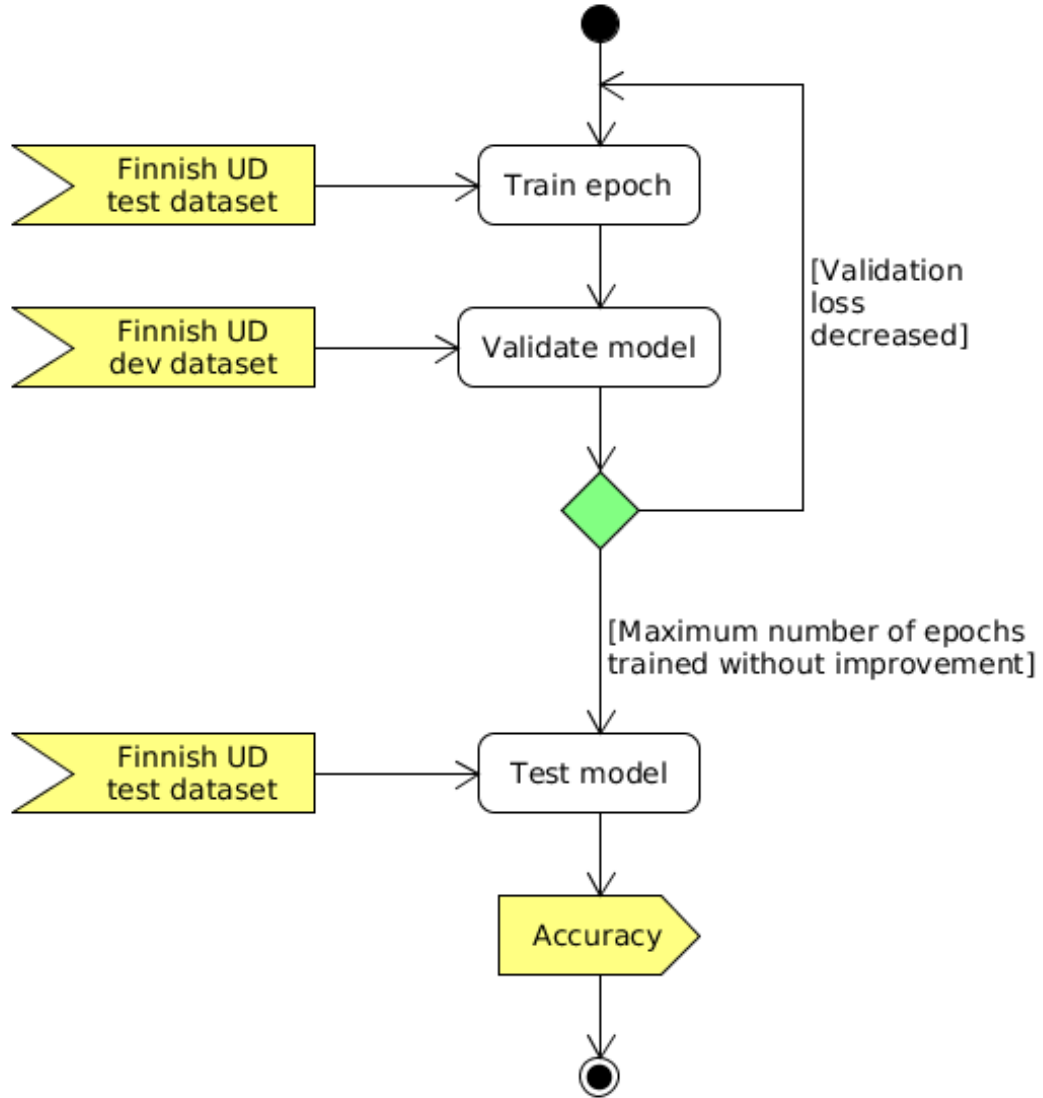 Finnish UD
test dataset
Train epoch
[Validation
loss
decreased]
Finnish UD
dev dataset
Validate model
[Maximum number of epochs
trained without improvement]
Finnish UD
test dataset
Test model
Accuracy